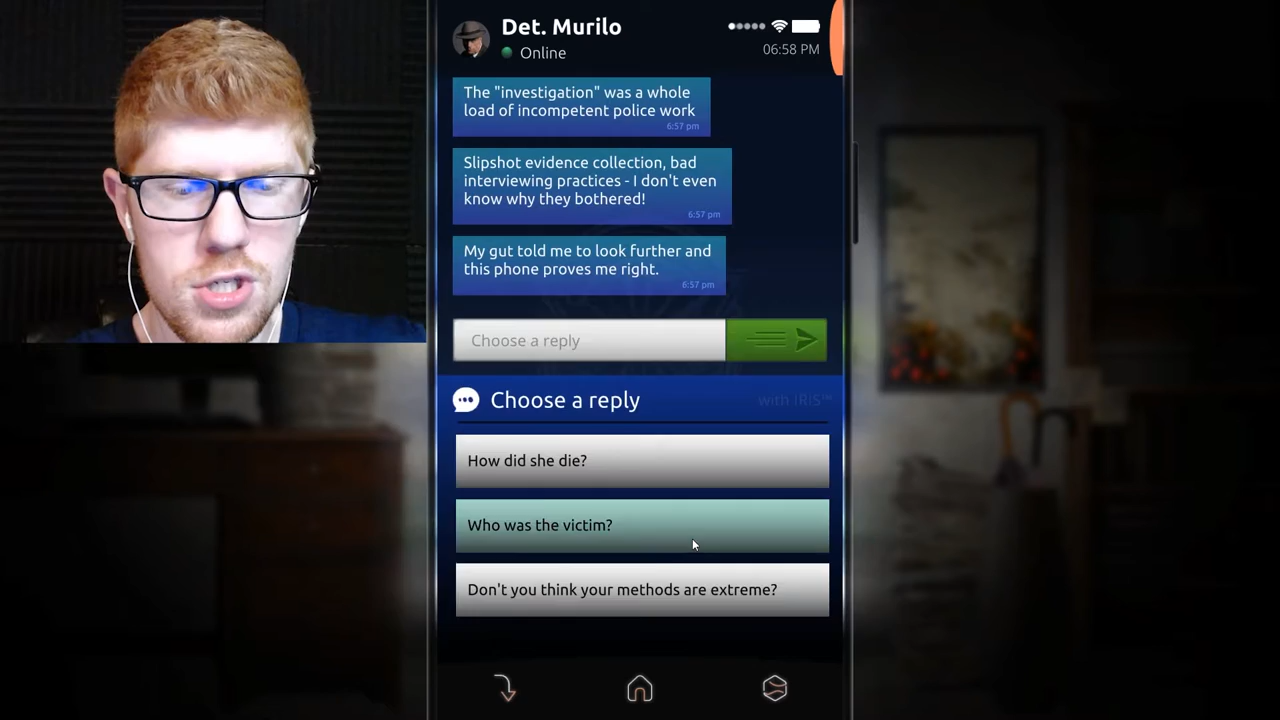 Det. Murilo
Online
06:58 PM
The "investigation" was a whole
load of incompetent police work
6:57 pm
Slipshot evidence collection, bad
interviewing practices - I don't even
know why they bothered!
6:57 pm
My gut told me to look further and
this phone proves me right.
6:57 pm
Choose a reply
Choose a reply
with IRiS™
How did she die?
Who was the victim?
Don't you think your methods are extreme?